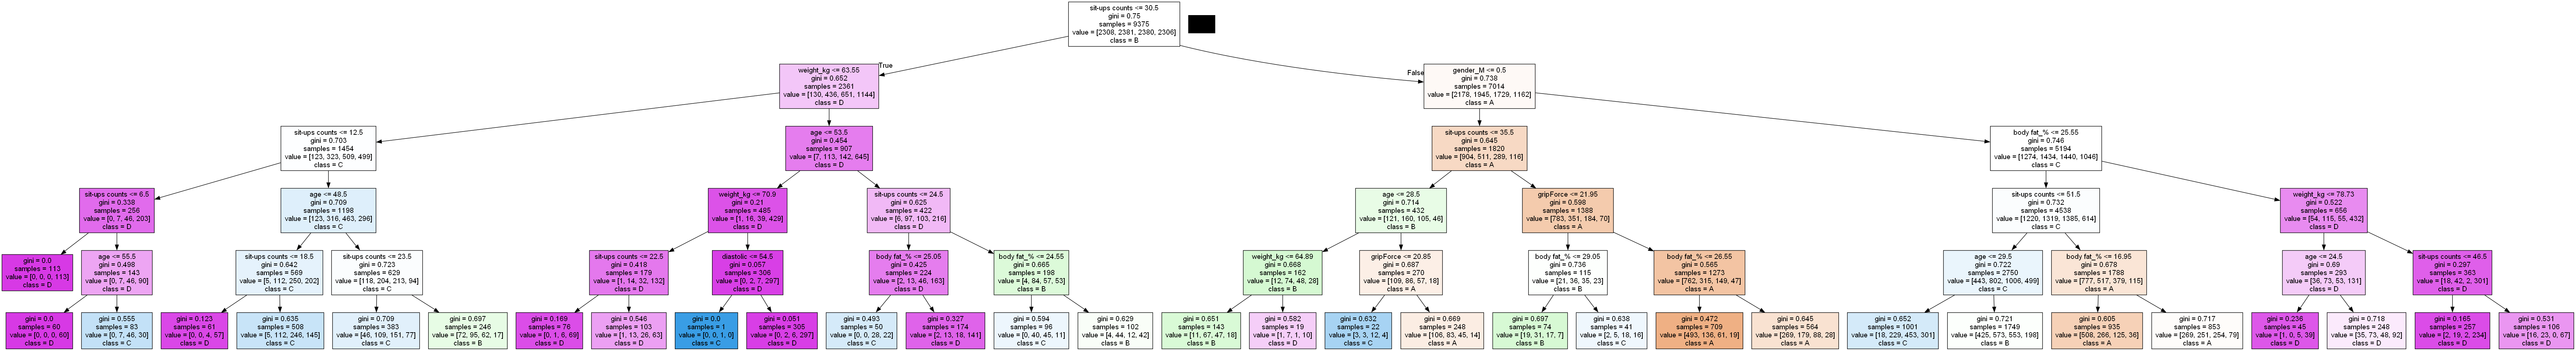 sit-ups counts <= 30.5
gini = 0.75
samples = 9375
value = [2308, 2381, 2380, 2306]
class = B
True
False
weight_kg <= 63.55
gini = 0.652
samples = 2361
value = [130, 436, 651, 1144]
class = D
gender_M <= 0.5
gini = 0.738
samples = 7014
value = [2178, 1945, 1729, 1162]
class = A
sit-ups counts <= 12.5
gini = 0.703
samples = 1454
value = [123, 323, 509, 499]
class = C
age <= 53.5
gini = 0.454
samples = 907
value = [7, 113, 142, 645]
class = D
sit-ups counts <= 35.5
gini = 0.645
samples = 1820
value = [904, 511, 289, 116]
class = A
body fat_% <= 25.55
gini = 0.746
samples = 5194
value = [1274, 1434, 1440, 1046]
class = C
sit-ups counts <= 6.5
gini = 0.338
samples = 256
value = [0, 7, 46, 203]
class = D
age <= 48.5
gini = 0.709
samples = 1198
value = [123, 316, 463, 296]
class = C
weight_kg <= 70.9
gini = 0.21
samples = 485
value = [1, 16, 39, 429]
class = D
sit-ups counts <= 24.5
gini = 0.625
samples = 422
value = [6, 97, 103, 216]
class = D
age <= 28.5
gini = 0.714
samples = 432
value = [121, 160, 105, 46]
class = B
gripForce <= 21.95
gini = 0.598
samples = 1388
value = [783, 351, 184, 70]
class = A
sit-ups counts <= 51.5
gini = 0.732
samples = 4538
value = [1220, 1319, 1385, 614]
class = C
weight_kg <= 78.73
gini = 0.522
samples = 656
value = [54, 115, 55, 432]
class = D
gini = 0.0
samples = 113
value = [0, 0, 0, 113]
class = D
age <= 55.5
gini = 0.498
samples = 143
value = [0, 7, 46, 90]
class = D
sit-ups counts <= 18.5
gini = 0.642
samples = 569
value = [5, 112, 250, 202]
class = C
sit-ups counts <= 23.5
gini = 0.723
samples = 629
value = [118, 204, 213, 94]
class = C
sit-ups counts <= 22.5
gini = 0.418
samples = 179
value = [1, 14, 32, 132]
class = D
diastolic <= 54.5
gini = 0.057
samples = 306
value = [0, 2, 7, 297]
class = D
body fat_% <= 25.05
gini = 0.425
samples = 224
value = [2, 13, 46, 163]
class = D
body fat_% <= 24.55
gini = 0.665
samples = 198
value = [4, 84, 57, 53]
class = B
weight_kg <= 64.89
gini = 0.668
samples = 162
value = [12, 74, 48, 28]
class = B
gripForce <= 20.85
gini = 0.687
samples = 270
value = [109, 86, 57, 18]
class = A
body fat_% <= 29.05
gini = 0.736
samples = 115
value = [21, 36, 35, 23]
class = B
body fat_% <= 26.55
gini = 0.565
samples = 1273
value = [762, 315, 149, 47]
class = A
age <= 29.5
gini = 0.722
samples = 2750
value = [443, 802, 1006, 499]
class = C
body fat_% <= 16.95
gini = 0.678
samples = 1788
value = [777, 517, 379, 115]
class = A
age <= 24.5
gini = 0.69
samples = 293
value = [36, 73, 53, 131]
class = D
sit-ups counts <= 46.5
gini = 0.297
samples = 363
value = [18, 42, 2, 301]
class = D
gini = 0.0
samples = 60
value = [0, 0, 0, 60]
class = D
gini = 0.555
samples = 83
value = [0, 7, 46, 30]
class = C
gini = 0.123
samples = 61
value = [0, 0, 4, 57]
class = D
gini = 0.635
samples = 508
value = [5, 112, 246, 145]
class = C
gini = 0.709
samples = 383
value = [46, 109, 151, 77]
class = C
gini = 0.697
samples = 246
value = [72, 95, 62, 17]
class = B
gini = 0.169
samples = 76
value = [0, 1, 6, 69]
class = D
gini = 0.546
samples = 103
value = [1, 13, 26, 63]
class = D
gini = 0.0
samples = 1
value = [0, 0, 1, 0]
class = C
gini = 0.051
samples = 305
value = [0, 2, 6, 297]
class = D
gini = 0.493
samples = 50
value = [0, 0, 28, 22]
class = C
gini = 0.327
samples = 174
value = [2, 13, 18, 141]
class = D
gini = 0.594
samples = 96
value = [0, 40, 45, 11]
class = C
gini = 0.629
samples = 102
value = [4, 44, 12, 42]
class = B
gini = 0.651
samples = 143
value = [11, 67, 47, 18]
class = B
gini = 0.582
samples = 19
value = [1, 7, 1, 10]
class = D
gini = 0.632
samples = 22
value = [3, 3, 12, 4]
class = C
gini = 0.669
samples = 248
value = [106, 83, 45, 14]
class = A
gini = 0.697
samples = 74
value = [19, 31, 17, 7]
class = B
gini = 0.638
samples = 41
value = [2, 5, 18, 16]
class = C
gini = 0.472
samples = 709
value = [493, 136, 61, 19]
class = A
gini = 0.645
samples = 564
value = [269, 179, 88, 28]
class = A
gini = 0.652
samples = 1001
value = [18, 229, 453, 301]
class = C
gini = 0.721
samples = 1749
value = [425, 573, 553, 198]
class = B
gini = 0.605
samples = 935
value = [508, 266, 125, 36]
class = A
gini = 0.717
samples = 853
value = [269, 251, 254, 79]
class = A
gini = 0.236
samples = 45
value = [1, 0, 5, 39]
class = D
gini = 0.718
samples = 248
value = [35, 73, 48, 92]
class = D
gini = 0.165
samples = 257
value = [2, 19, 2, 234]
class = D
gini = 0.531
samples = 106
value = [16, 23, 0, 67]
class = D